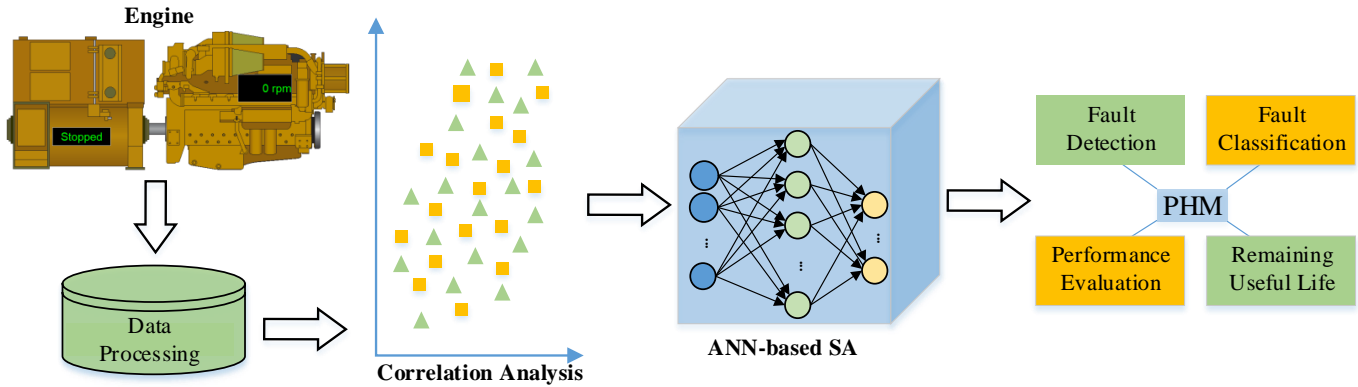 Engine
0 rpm
Stopped
Data
Processing
Correlation Analysis
...
...
...
ANN-based SA
Fault
Detection
Fault
Classification
PHM
Performance
Evaluation
Remaining
Useful Life